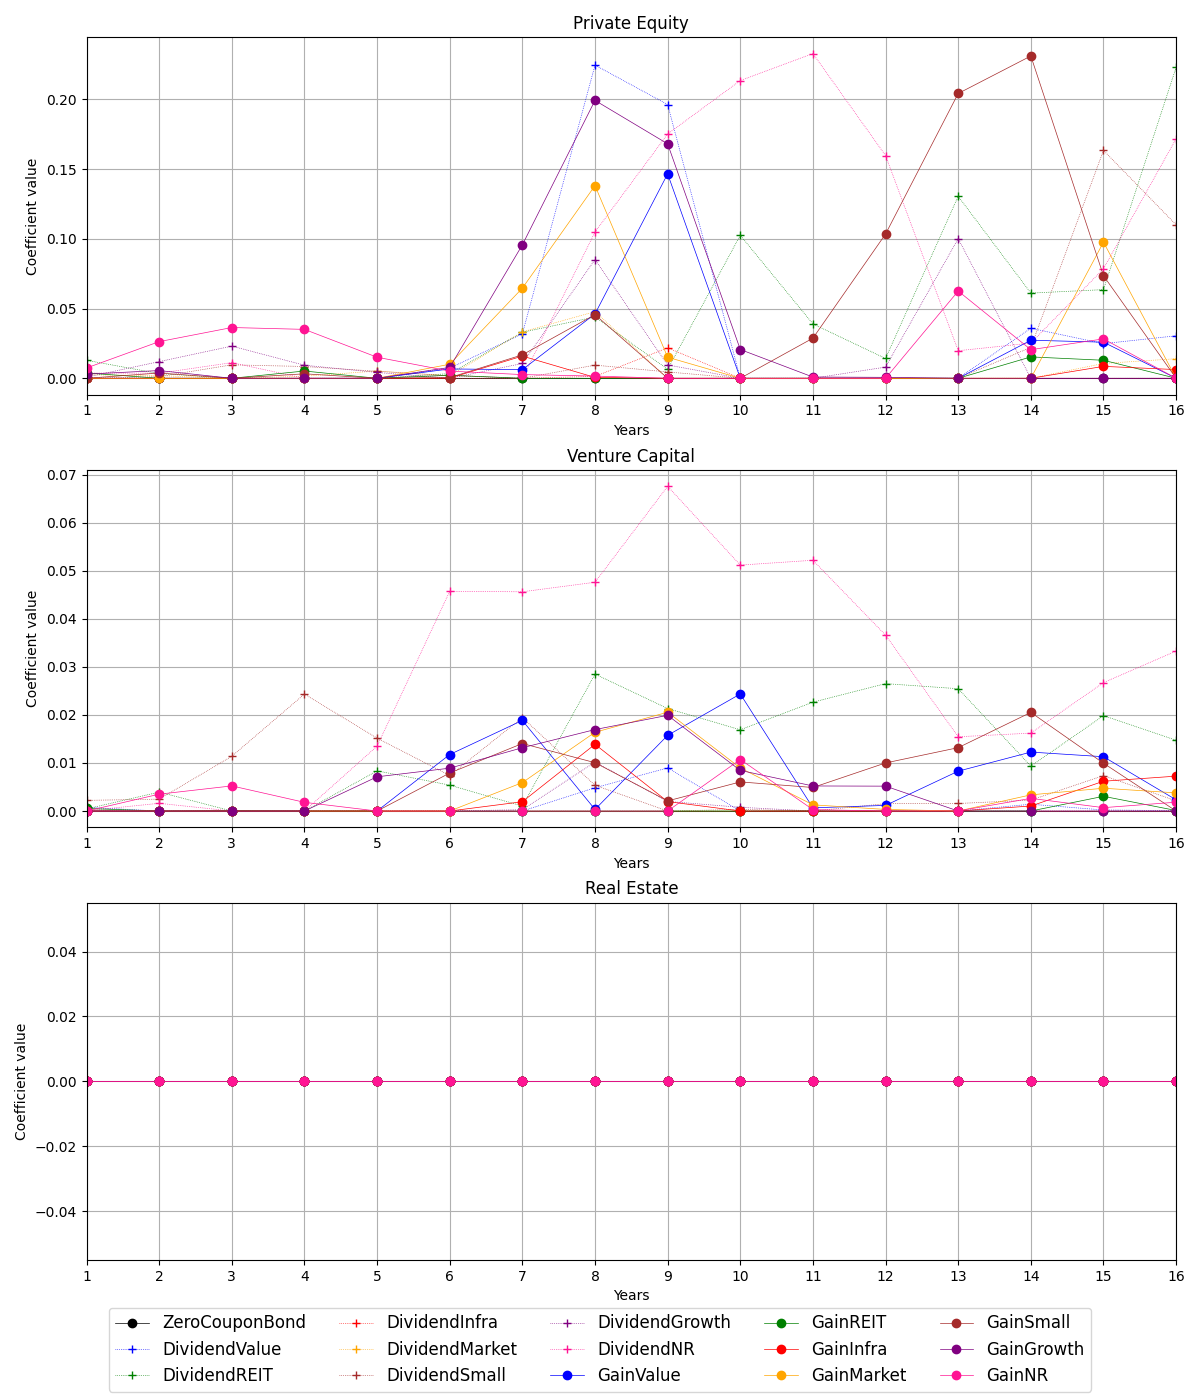 Private Equity
Coefficient value
0.20
0.15
0.10
0.05
0.00
1 2 3 4 5 6 7 8 9 10 11 12 13 14 15 16
Years
Venture Capital
Coefficient value
0.07
0.06
0.05
0.04
0.03
0.02
0.01
0.00
1 2 3 4 5 6 7 8 9 10 11 12 13 14 15 16
Years
Real Estate
Coefficient value
0.04
0.02
0.00
−0.02
−0.04
1 2 3 4 5 6 7 8 9 10 11 12 13 14 15 16
Years
ZeroCouponBond DividendInfra DividendGrowth GainREIT GainSmall
DividendValue DividendMarket DividendNR GainInfra GainGrowth
DividendREIT DividendSmall GainValue GainMarket GainNR